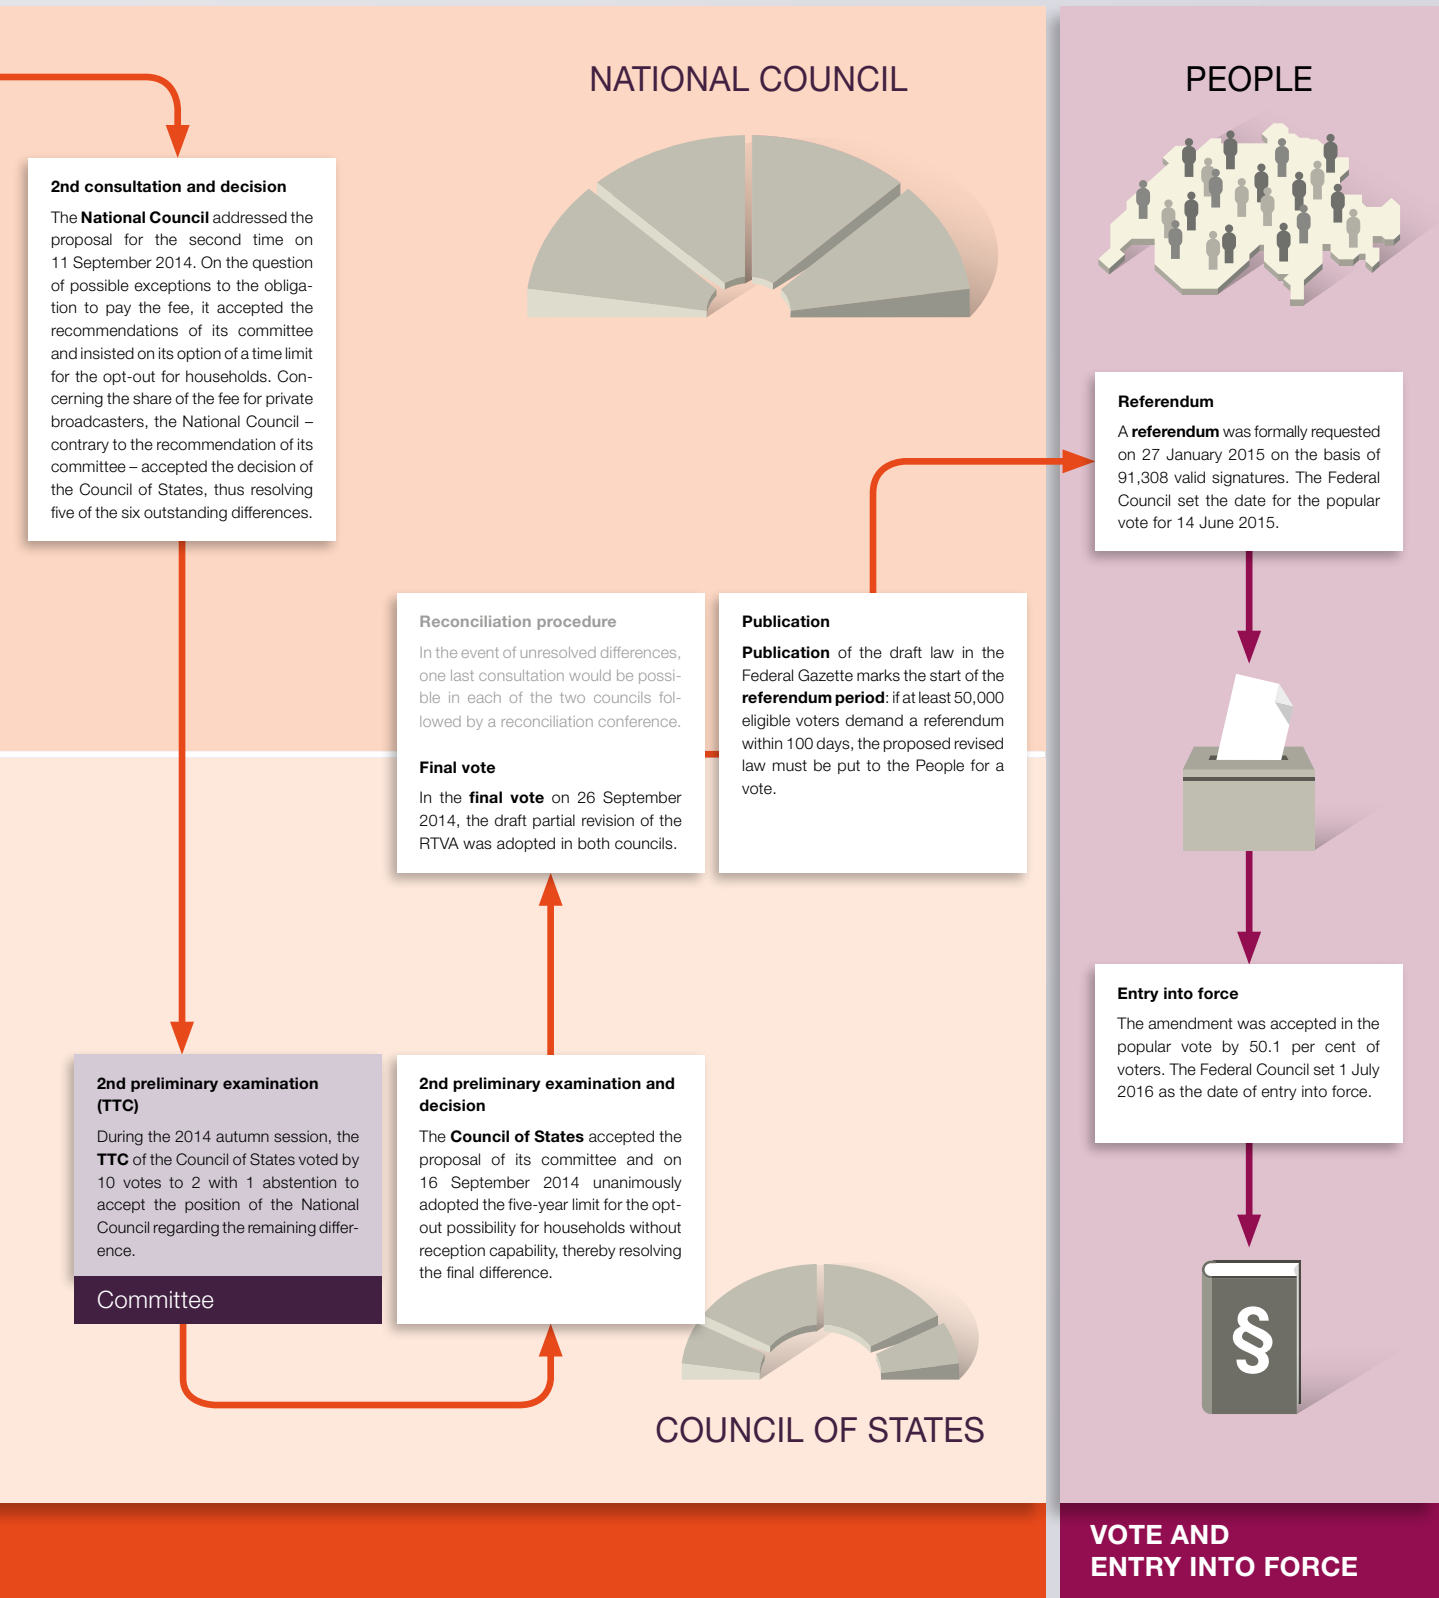 NATIONAL COUNCIL
2nd consultation and decision
The National Council addressed the
proposal for the second time on
11 September 2014. On the question
of possible exceptions to the obliga-
tion to pay the fee, it accepted the
recommendations of its committee
and insisted on its option of a time limit
for the opt-out for households. Con-
cerning the share of the fee for private
broadcasters, the National Council –
contrary to the recommendation of its
committee – accepted the decision of
the Council of States, thus resolving
five of the six outstanding differences.
2nd preliminary examination
(TTC)
During the 2014 autumn session, the
TTC of the Council of States voted by
10 votes to 2 with 1 abstention to
accept the position of the National
Council regarding the remaining differ-
ence.
Committee
2nd preliminary examination and
decision
The Council of States accepted the
proposal of its committee and on
16 September 2014 unanimously
adopted the five-year limit for the opt-
out possibility for households without
reception capability, thereby resolving
the final difference.
COUNCIL OF STATES
Reconciliation procedure
In the event of unresolved differences,
one last consultation would be possi-
ble in each of the two councils fol-
lowed by a reconciliation conference.
Final vote
In the final vote on 26 September
2014, the draft partial revision of the
RTVA was adopted in both councils.
Publication
Publication of the draft law in the
Federal Gazette marks the start of the
referendum period: if at least 50,000
eligible voters demand a referendum
within 100 days, the proposed revised
law must be put to the People for a
vote.
PEOPLE
Referendum
A referendum was formally requested
on 27 January 2015 on the basis of
91,308 valid signatures. The Federal
Council set the date for the popular
vote for 14 June 2015.
Entry into force
The amendment was accepted in the
popular vote by 50.1 per cent of
voters. The Federal Council set 1 July
2016 as the date of entry into force.
§
VOTE AND
ENTRY INTO FORCE